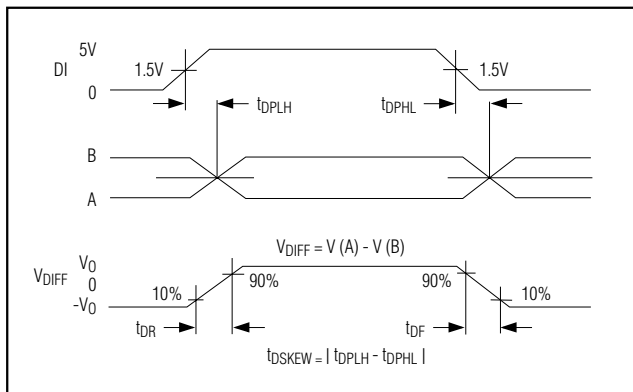 5V
DI
1.5V
1.5V
0
tDPLH
tDPHL
B
A
VDIFF = V (A) - V (B)
VO
VDIFF
0
90%
90%
10%
10%
-VO
tDR
tDF
tDSKEW = | tDPLH - tDPHL |